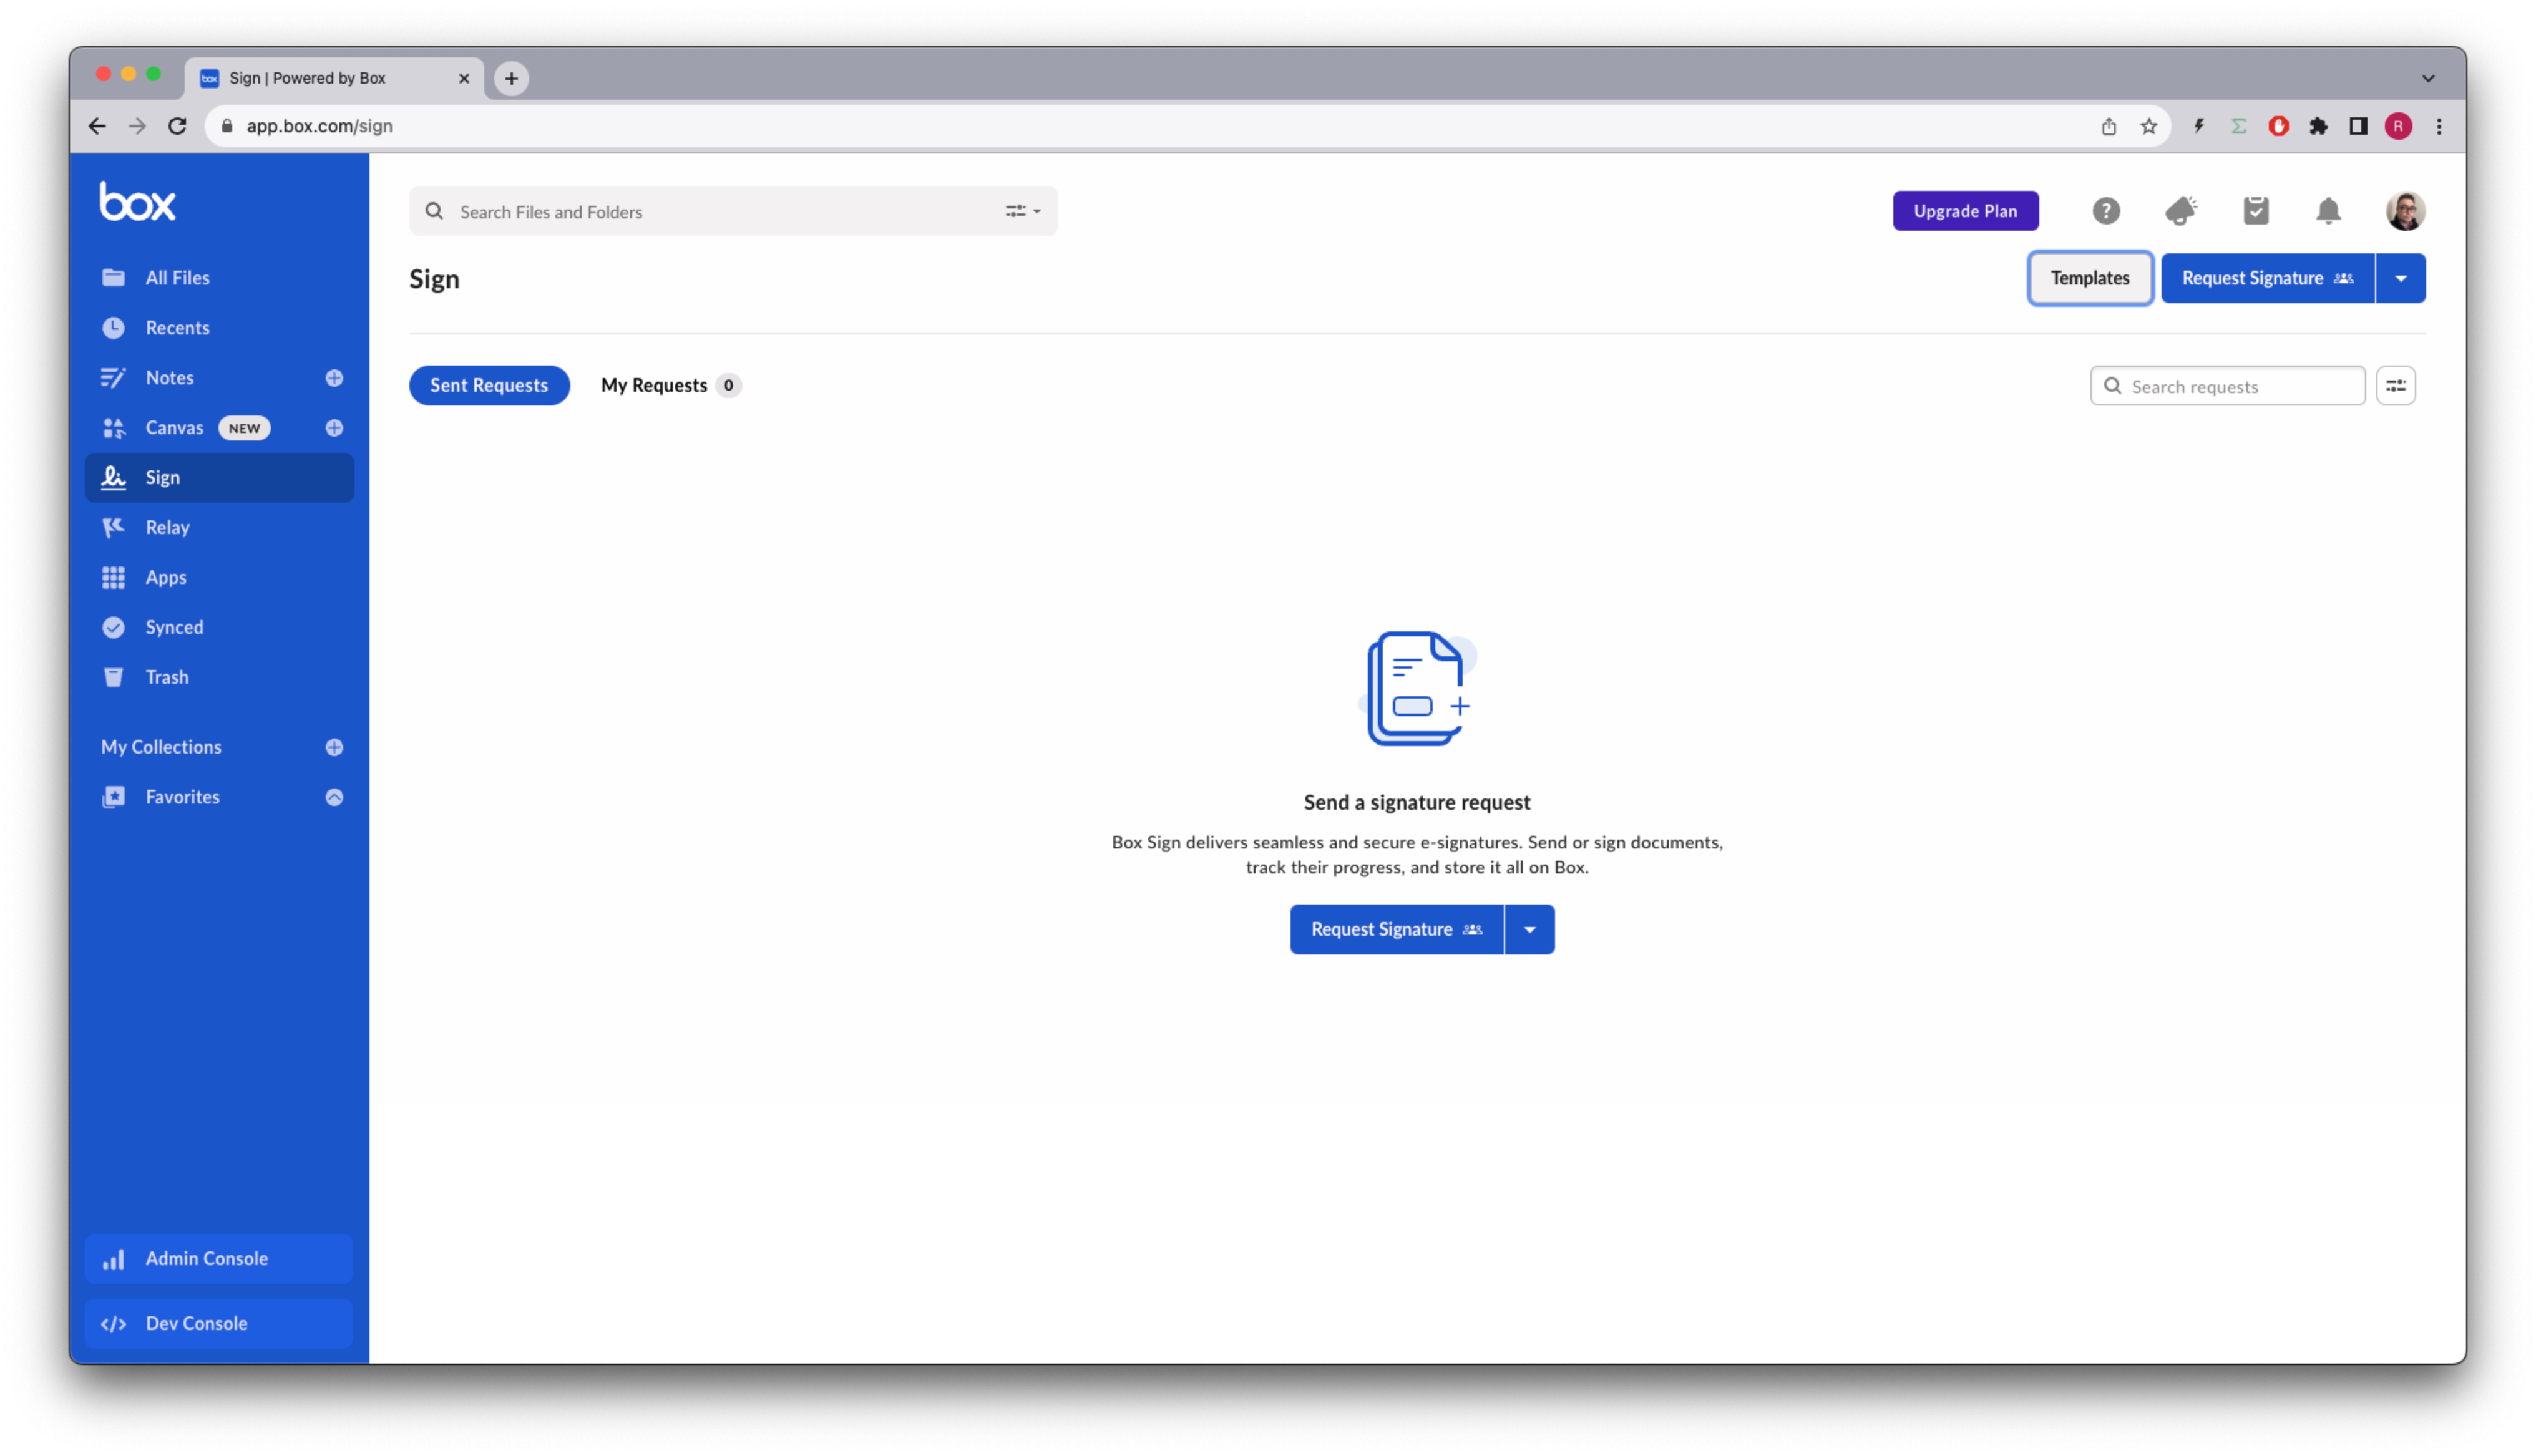 box
Sign | Powered by Box
app.box.com/sign
R
box
Search Files and Folders
Upgrade Plan
All Files
Recents
Notes
Canvas NEW
Sign
Relay
Apps
Synced
Trash
My Collections
Favorites
Admin Console
Dev Console
Sign
Templates
Request Signature
Sent Requests
My Requests 0
Search requests
Send a signature request
Box Sign delivers seamless and secure e-signatures. Send or sign documents,
track their progress, and store it all on Box.
Request Signature